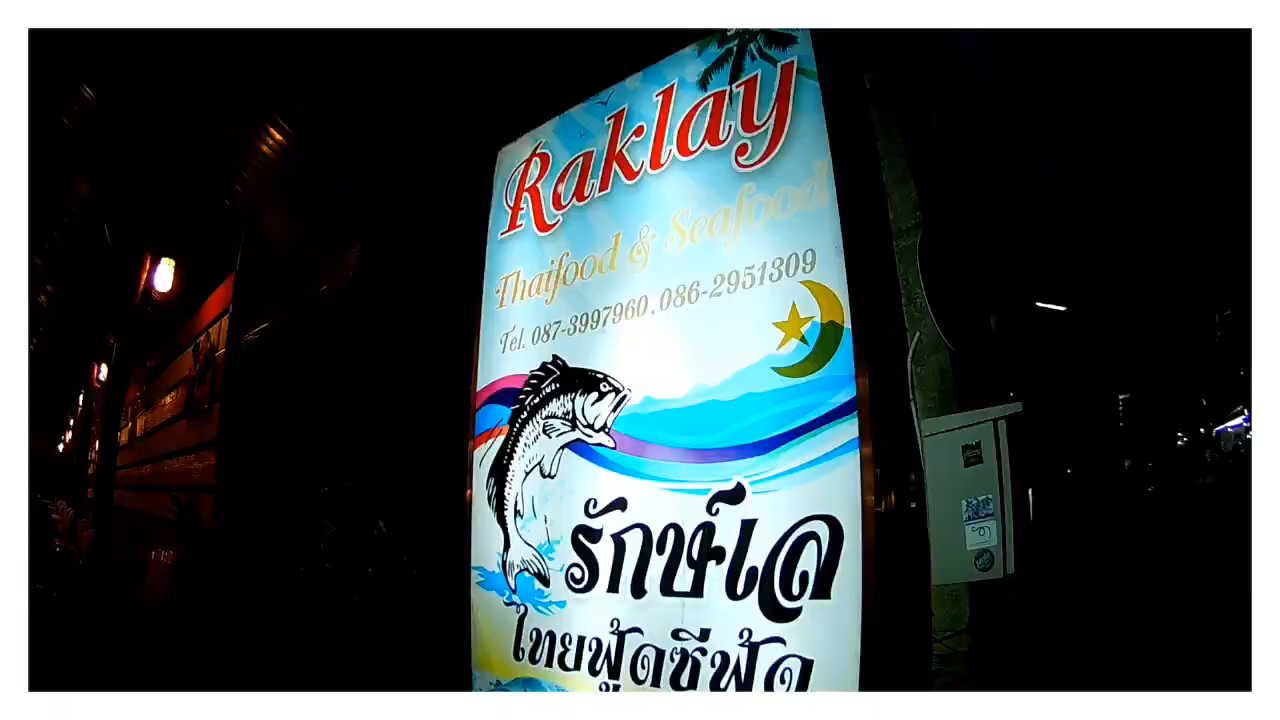 Raklay
Thaifood & Seafood
Tel. 087-3997960, 086-2951309
รักษ์เล
ไทยฟู้ดซีฟู้ด